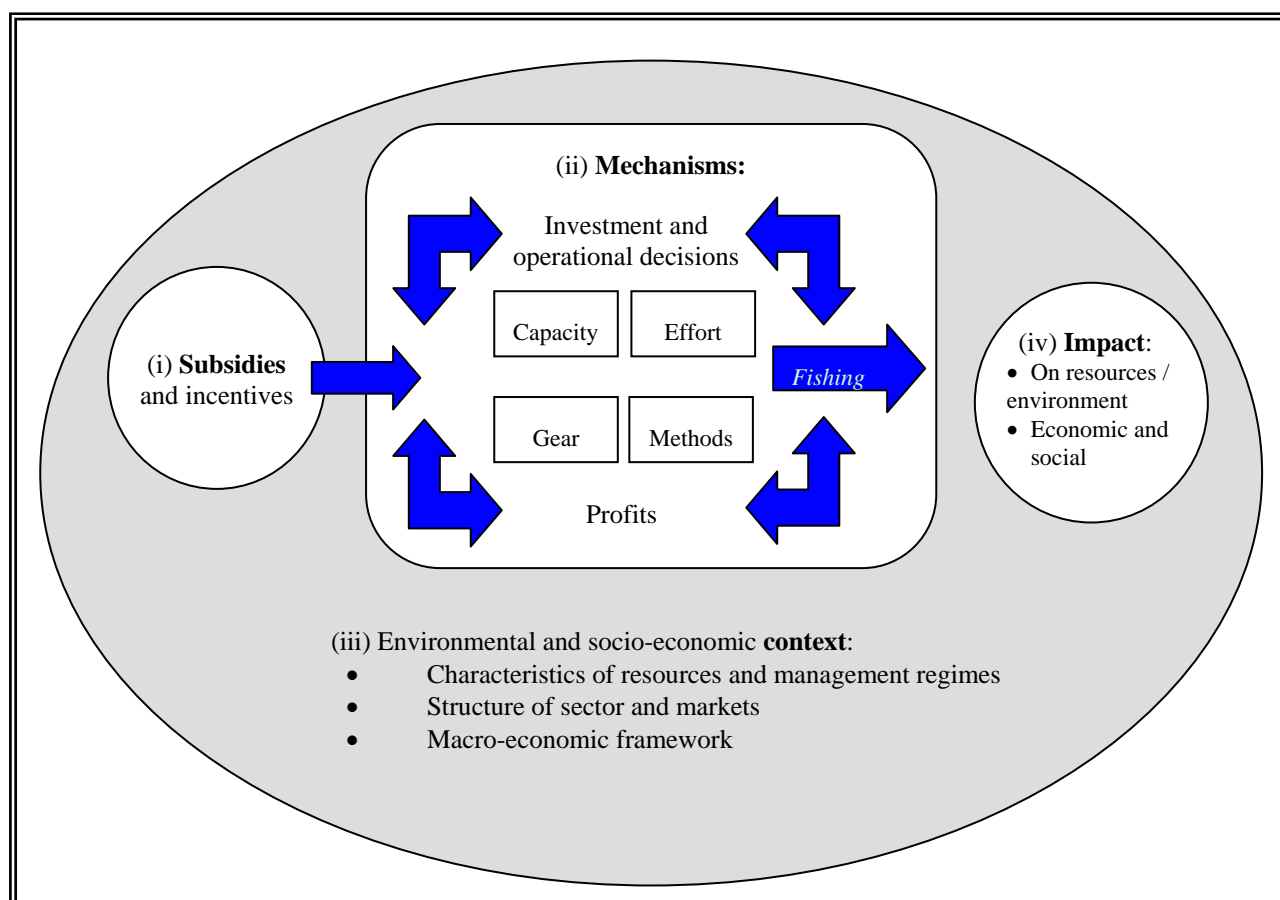 (ii) Mechanisms:
Investment and
operational decisions
Capacity
Effort
(i) Subsidies
and incentives
Fishing
Gear
Methods
Profits
(iv) Impact:
• On resources /
environment
• Economic and
social
(iii) Environmental and socio-economic context:
• Characteristics of resources and management regimes
• Structure of sector and markets
• Macro-economic framework